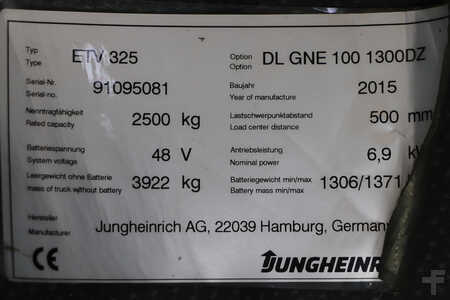 Typ ETV 325 Option DL GNE 100 1300DZ
Type Option
Serial-Nr. 91095081 Baujahr 2015
Serial-no. Year of manufacture
Nenntragfähigkeit 2500 kg Lastschwerpunktabstand 500 mm
Rated capacity Load center distance
Batteriespannung 48 V Antriebsleistung 6,9
System voltage Nominal power
Leergewicht ohne Batterie 3922 kg Batteriegewicht min/max 1306/1371
mass of truck without battery Battery mass min/max
Hersteller Jungheinrich AG, 22039 Hamburg, German
Manufacturer
CE JUNGHEINR